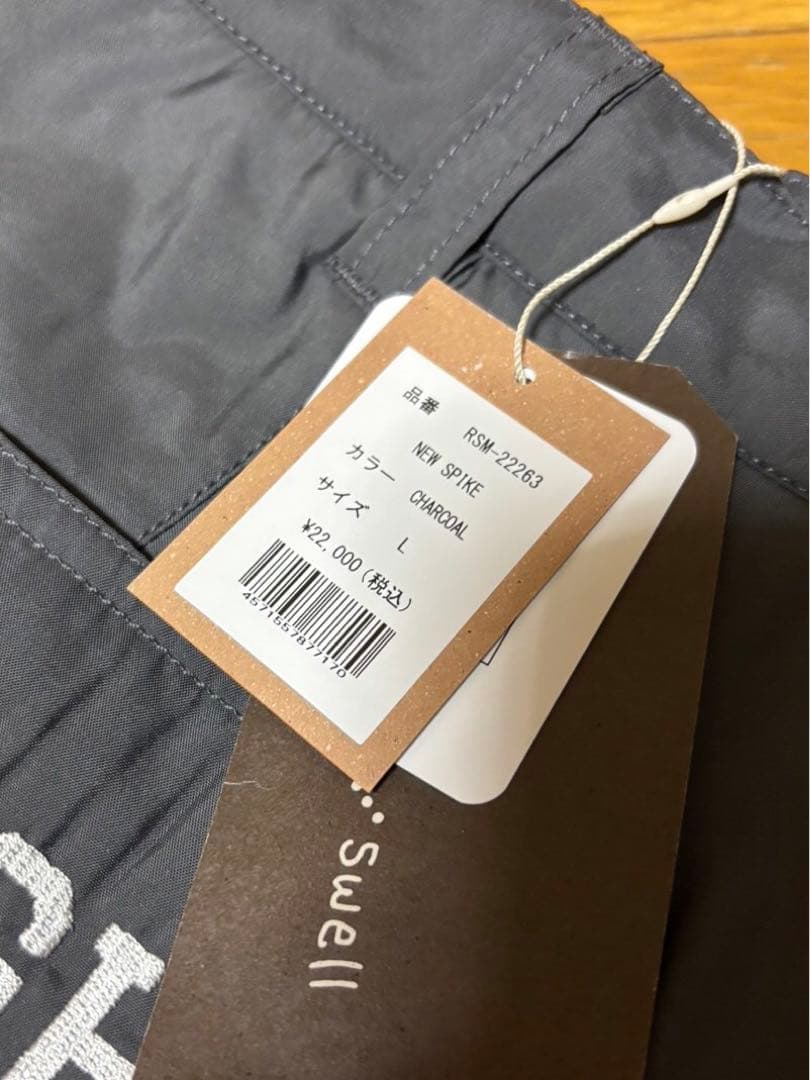 品番 RSM-22263
NEW SPIKE
カラー CHARCOAL
サイズ L
¥22,000(税込)
4571557877170
Swell